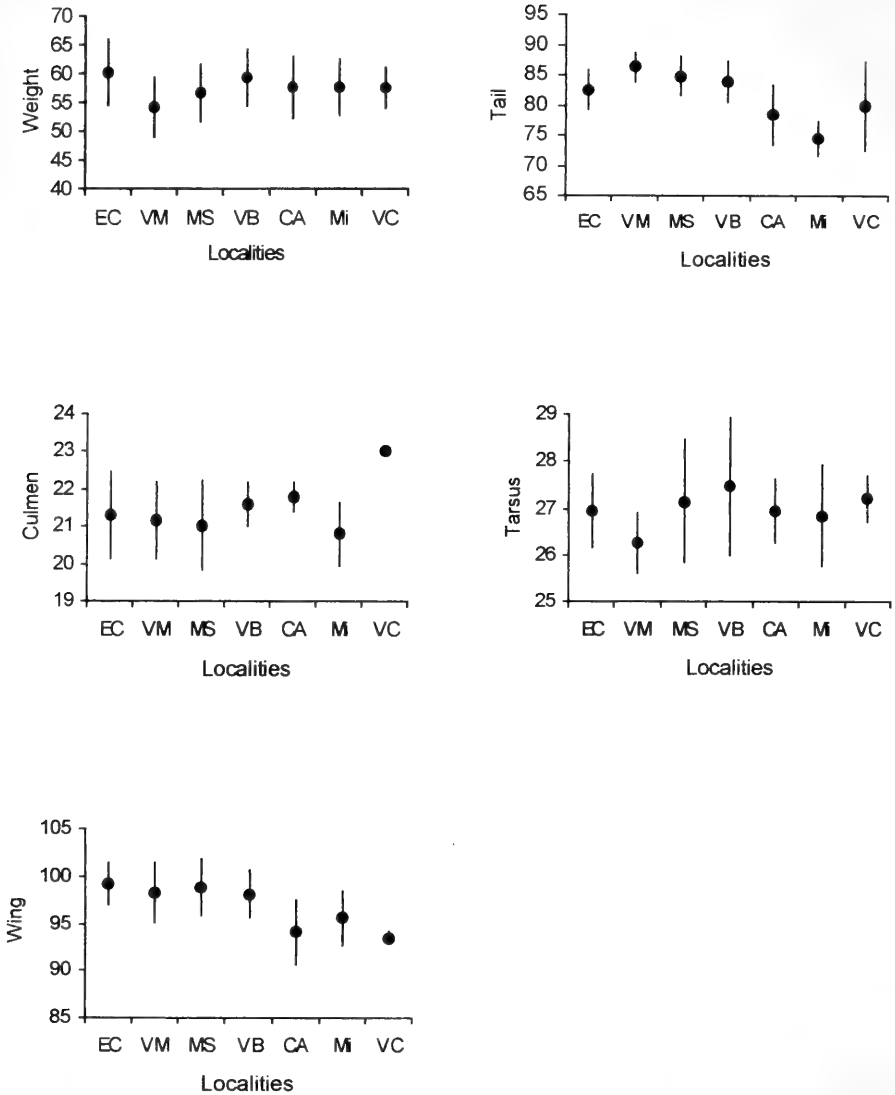 Weight
70
65
60
55
50
45
40
EC VM MS VB CA Mi VC
Localities
Tail
95
90
85
80
75
70
65
EC VM MS VB CA Mi VC
Localities
Culmen
24
23
22
21
20
19
EC VM MS VB CA Mi VC
Localities
Tarsus
29
28
27
26
25
EC VM MS VB CA Mi VC
Localities
Wing
105
100
95
90
85
EC VM MS VB CA Mi VC
Localities